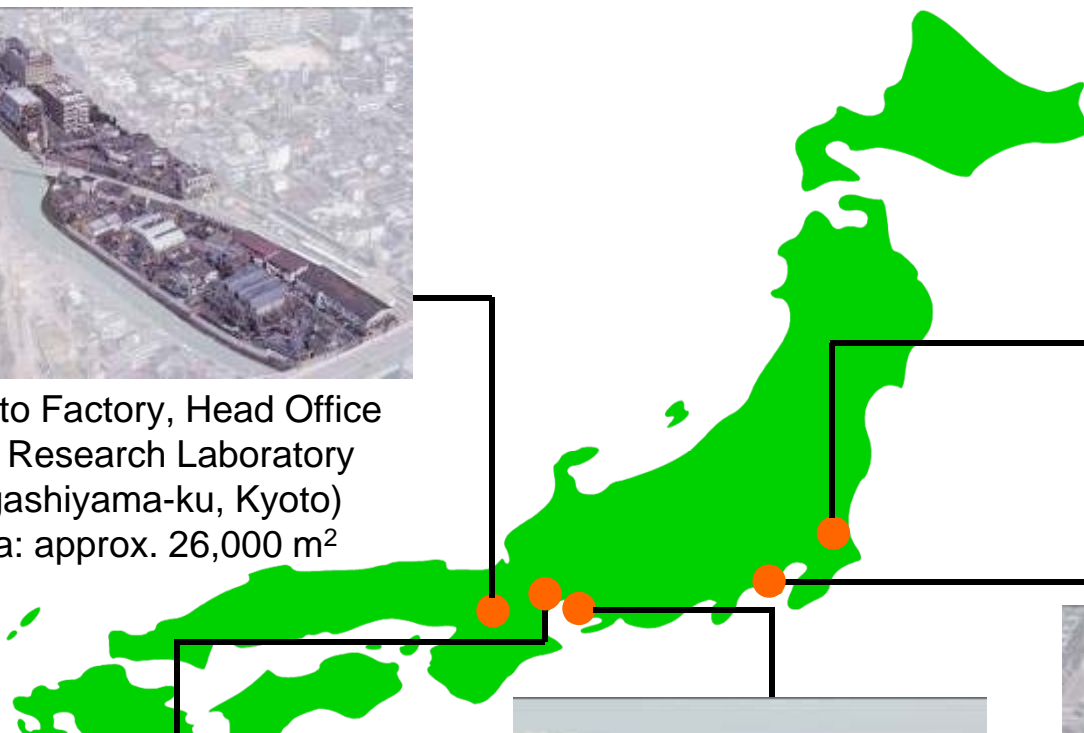 to Factory, Head Office
Research Laboratory
gashiyama-ku, Kyoto)
a: approx. 26,000 m²